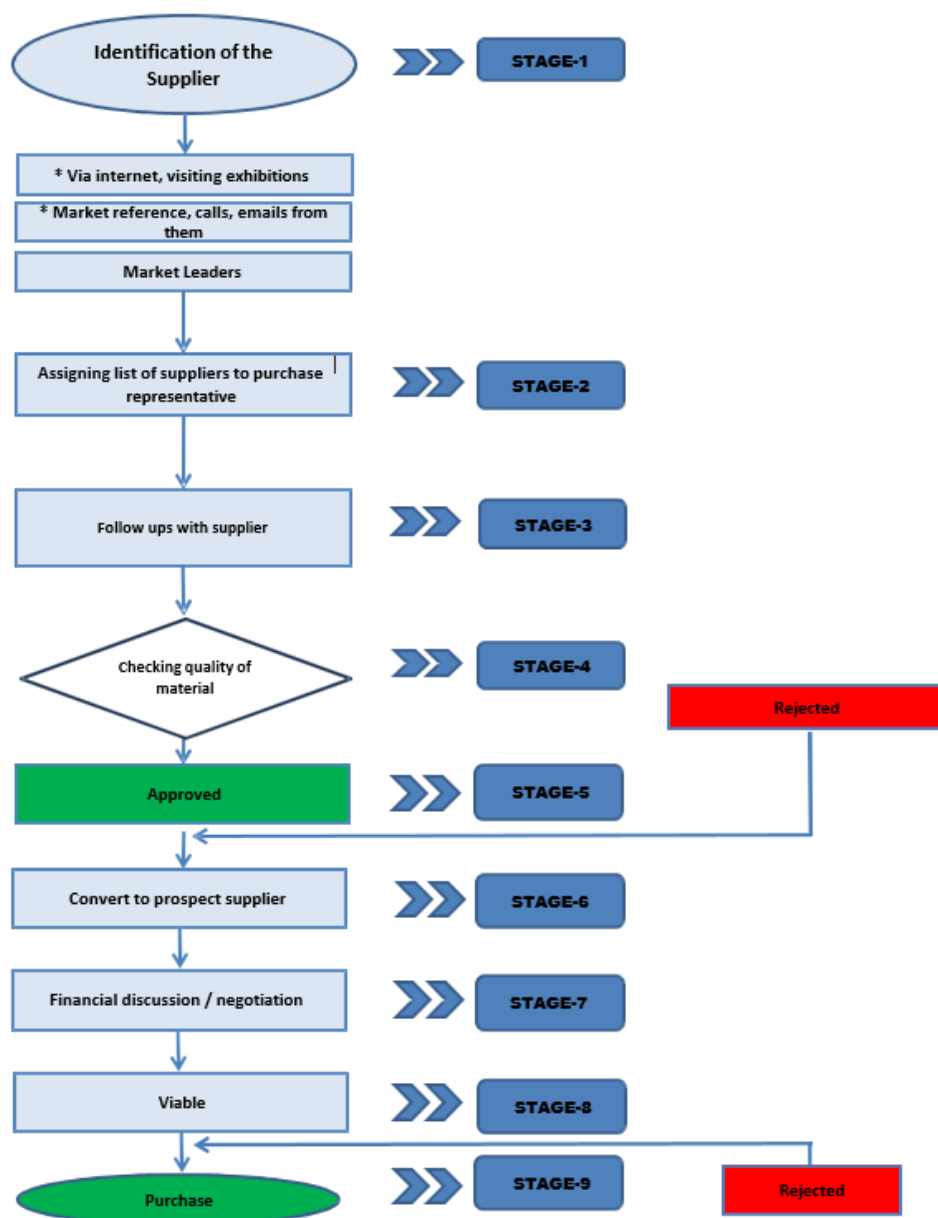 Identification of the
Supplier
STAGE-1
* Via internet, visiting exhibitions
* Market reference, calls, emails from
them
Market Leaders
Assigning list of suppliers to purchase
representative
STAGE-2
Follow ups with supplier
STAGE-3
Checking quality of
material
STAGE-4
Rejected
Approved
STAGE-5
Convert to prospect supplier
STAGE-6
Financial discussion / negotiation
STAGE-7
Viable
STAGE-8
Purchase
STAGE-9
Rejected